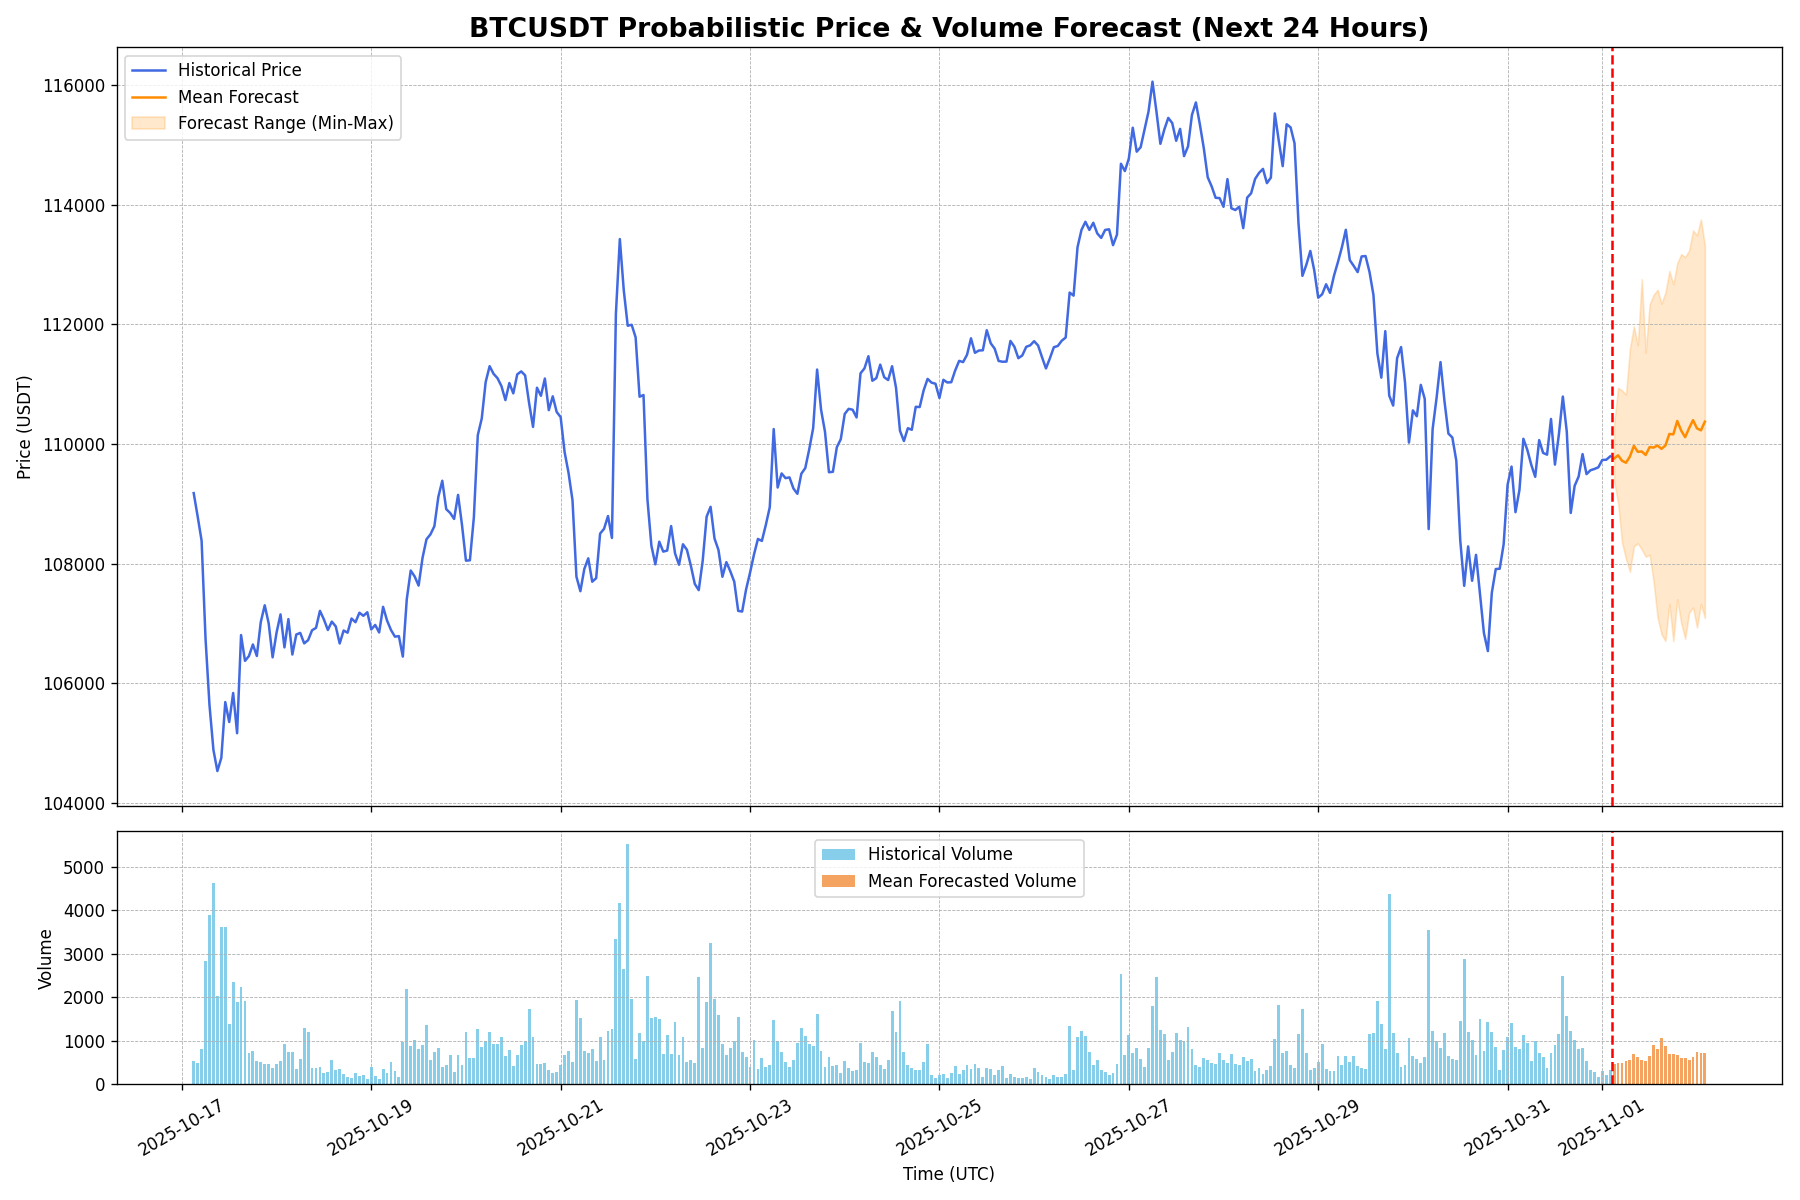 BTCUSDT Probabilistic Price & Volume Forecast (Next 24 Hours)
Historical Price
Mean Forecast
Forecast Range (Min-Max)
116000
114000
112000
110000
108000
106000
104000
Price (USDT)
Historical Volume
Mean Forecasted Volume
5000
4000
3000
2000
1000
0
Volume
2025-10-17
2025-10-19
2025-10-21
2025-10-23
2025-10-25
2025-10-27
2025-10-29
2025-10-31
2025-11-01
Time (UTC)